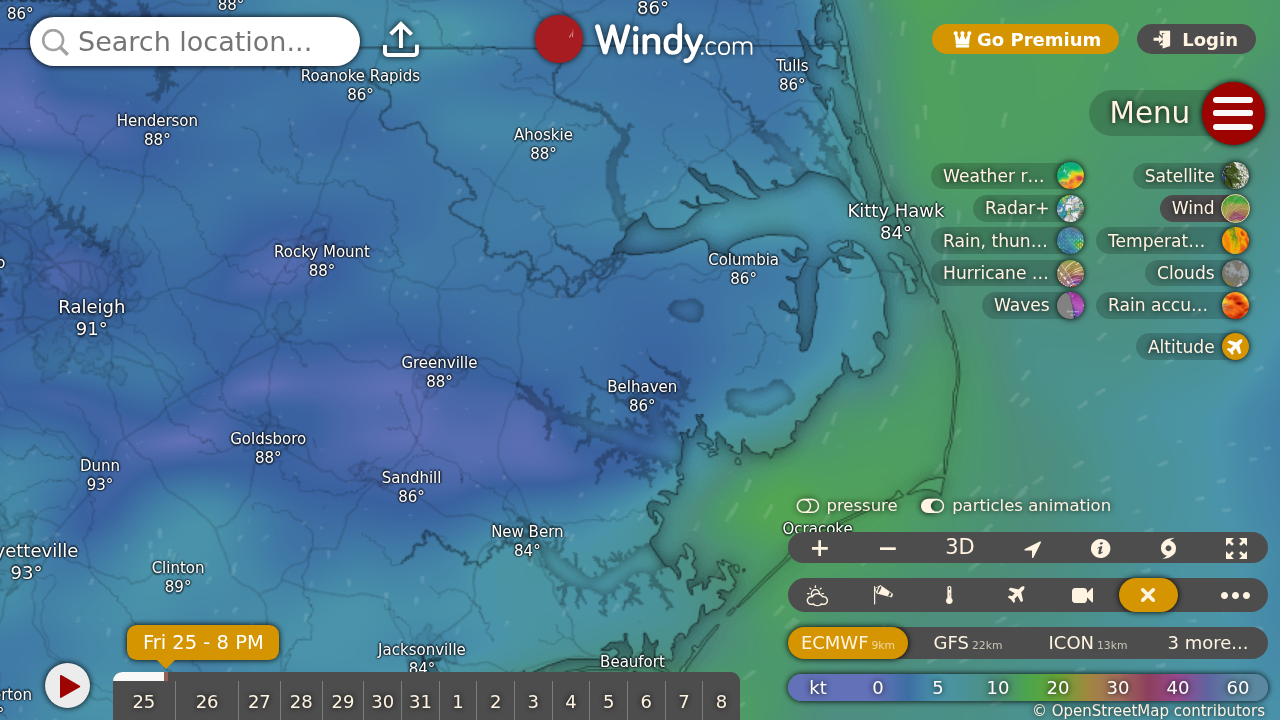 86°
88°
86°
Search location...
Windy.com
Go Premium
Login
Roanoke Rapids
86°
Tulls
86°
Menu
Henderson
88°
Ahoskie
88°
Weather r...
Satellite
Radar+
Wind
Kitty Hawk
84°
Rain, thun...
Temperat...
Rocky Mount
88°
Columbia
86°
Hurricane ...
Clouds
Raleigh
91°
Waves
Rain accu...
Altitude
Greenville
88°
Belhaven
86°
Goldsboro
88°
Dunn
93°
Sandhill
86°
pressure
particles animation
New Bern
84°
Ocracoke
3D
yetteville
93°
Clinton
89°
Fri 25 - 8 PM
Jacksonville
84°
Beaufort
ECMWF 9km
GFS 22km
ICON 13km
3 more...
rton
25 26 27 28 29 30 31 1 2 3 4 5 6 7 8
kt 0 5 10 20 30 40 60
© OpenStreetMap contributors